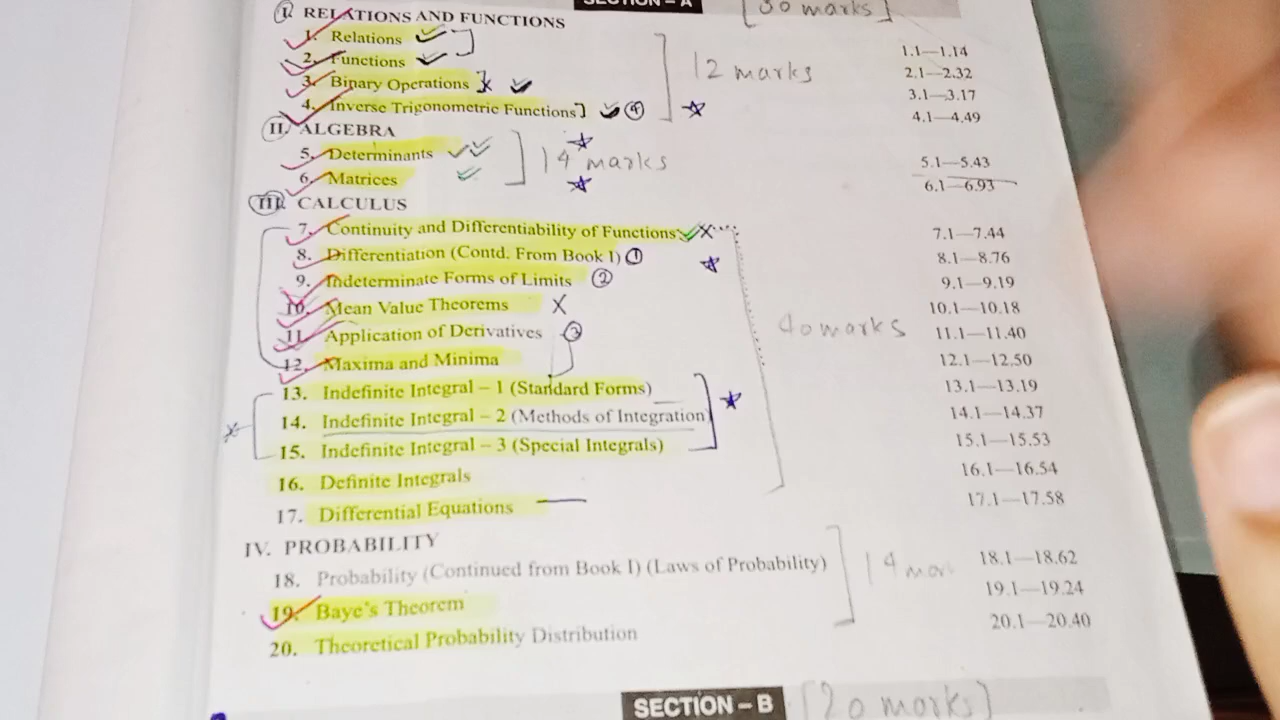 SECTION – A [80 marks]
I. RELATIONS AND FUNCTIONS
1. Relations 1.1—1.14
2. Functions 2.1—2.32
3. Binary Operations 3.1—3.17
12 marks
4. Inverse Trigonometric Functions] ④ 4.1—4.49
II. ALGEBRA
5. Determinants 14 marks 5.1—5.43
6. Matrices 6.1—6.93
III. CALCULUS
7. Continuity and Differentiability of Functions X 7.1—7.44
8. Differentiation (Contd. From Book I) ① 8.1—8.76
9. Indeterminate Forms of Limits ② 9.1—9.19
10. Mean Value Theorems X 10.1—10.18
11. Application of Derivatives ③ 40 marks 11.1—11.40
12. Maxima and Minima 12.1—12.50
13. Indefinite Integral – 1 (Standard Forms) 13.1—13.19
14. Indefinite Integral – 2 (Methods of Integration) 14.1—14.37
15. Indefinite Integral – 3 (Special Integrals) 15.1—15.53
16. Definite Integrals 16.1—16.54
17. Differential Equations 17.1—17.58
IV. PROBABILITY
18. Probability (Continued from Book I) (Laws of Probability) 14 mar 18.1—18.62
19. Baye's Theorem 19.1—19.24
20. Theoretical Probability Distribution 20.1—20.40
SECTION – B [20 marks]